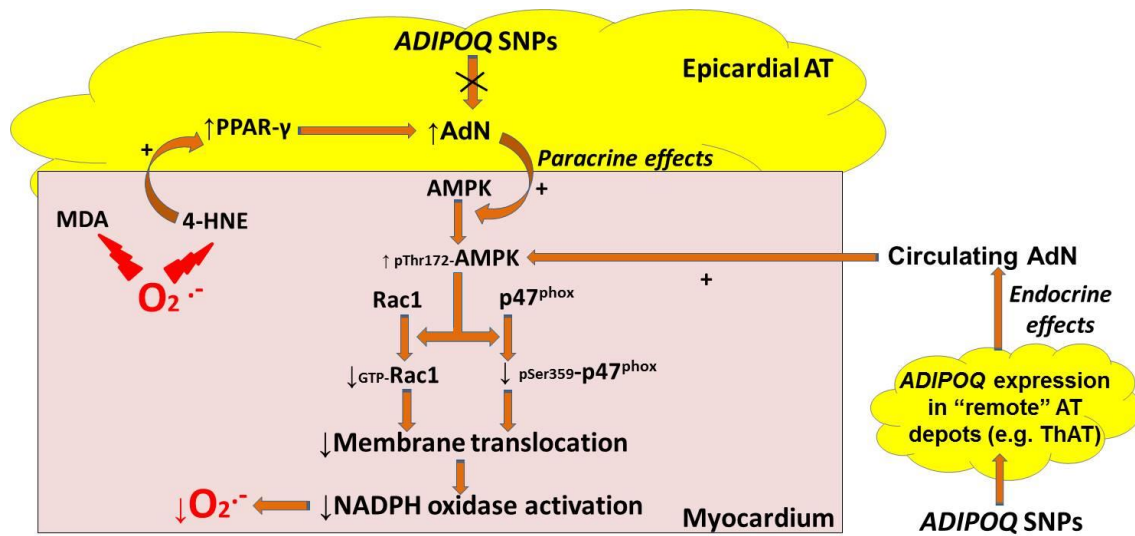 ADIPOQ SNPs
Epicardial AT
↑PPAR-γ
↑AdN
+
Paracrine effects
AMPK
+
MDA
4-HNE
O₂·-
↑ pThr172-AMPK
+
Circulating AdN
Rac1
p47phox
Endocrine
effects
↓GTP-Rac1
↓ pSer359-p47phox
ADIPOQ expression
in “remote” AT
depots (e.g. ThAT)
↓Membrane translocation
↓O₂·-
↓NADPH oxidase activation
Myocardium
ADIPOQ SNPs